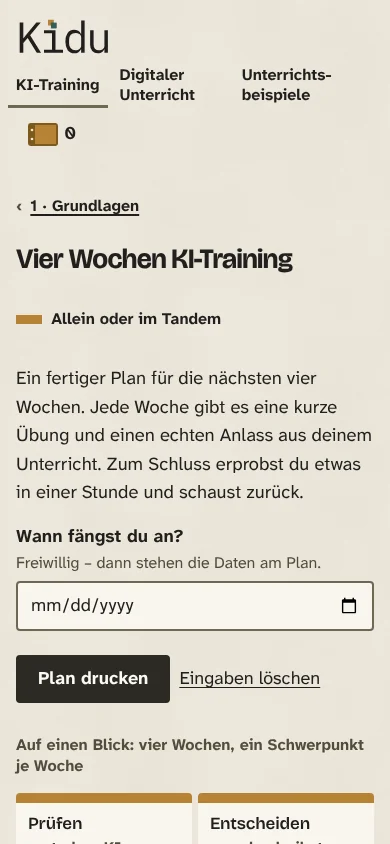 Kidu
KI-Training
Digitaler
Unterricht
Unterrichts-
beispiele
0
‹ 1 · Grundlagen
Vier Wochen KI-Training
Allein oder im Tandem
Ein fertiger Plan für die nächsten vier
Wochen. Jede Woche gibt es eine kurze
Übung und einen echten Anlass aus deinem
Unterricht. Zum Schluss erprobst du etwas
in einer Stunde und schaust zurück.
Wann fängst du an?
Freiwillig – dann stehen die Daten am Plan.
mm/dd/yyyy
Plan drucken Eingaben löschen
Auf einen Blick: vier Wochen, ein Schwerpunkt
je Woche
Prüfen
Entscheiden